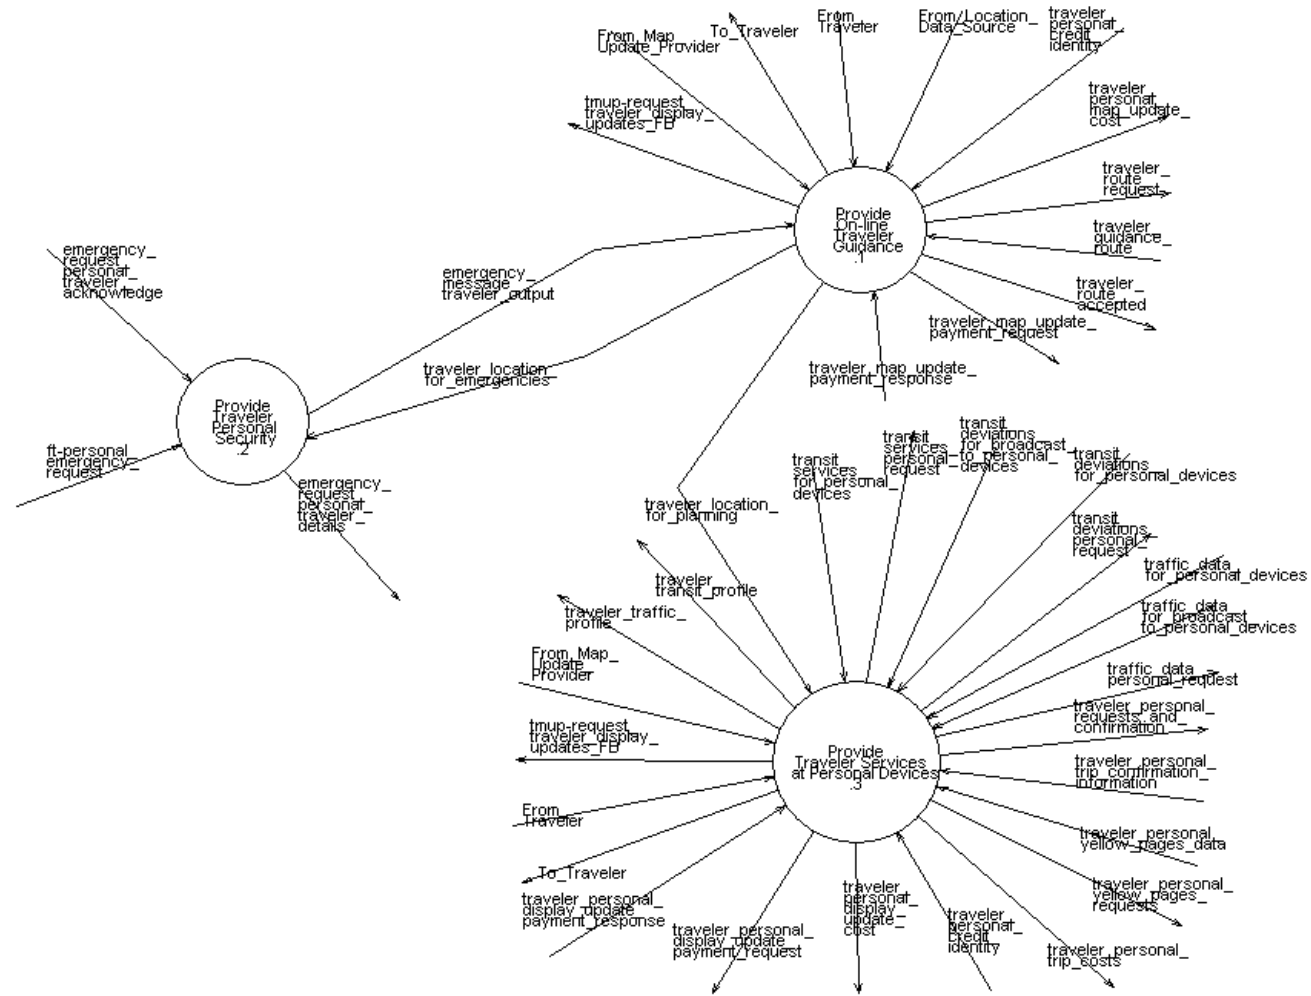 From_Map_
Update_Provider
To_Traveler
From_
Traveler
From/Location_
Data_Source
traveler_
personal_
credit_
identity
tmup-request_
traveler_display_
updates_FB
traveler_
personal_
map_update_
cost
traveler_
route_
request
traveler_
guidance_
route
traveler_
route_
accepted
Provide
On-line
Traveler
Guidance
.1
traveler_map_update_
payment_request
traveler_map_update_
payment_response
emergency_
request_
personal_
traveler_
acknowledge
emergency_
message_
traveler_output
traveler_location_
for_emergencies
Provide
Traveler
Personal
Security
.2
ft-personal_
emergency_
request
emergency_
request_
personal_
traveler_
details
traveler_location_
for_planning
transit_
services_
for_personal_
devices
transit_
services_
personal_
request
transit_
deviations_
for_broadcast_
to_personal_
devices
transit_
deviations_
for_personal_devices
transit_
deviations_
personal_
request
traffic_data_
for_personal_devices
traffic_data_
for_broadcast_
to_personal_devices
traffic_data_
personal_request
traveler_personal_
requests_and_
confirmation
traveler_personal_
trip_confirmation_
information
traveler_personal_
yellow_pages_data
traveler_personal_
yellow_pages_
requests
traveler_personal_
trip_costs
traveler_
transit_profile
traveler_traffic_
profile
From_Map_
Update_
Provider
tmup-request_
traveler_display_
updates_FB
From_
Traveler
To_Traveler
traveler_personal_
display_update_
payment_response
traveler_personal_
display_update_
payment_request
traveler_
personal_
display_
update_
cost
traveler_
personal_
credit_
identity
Provide
Traveler Services
at Personal Devices
.3